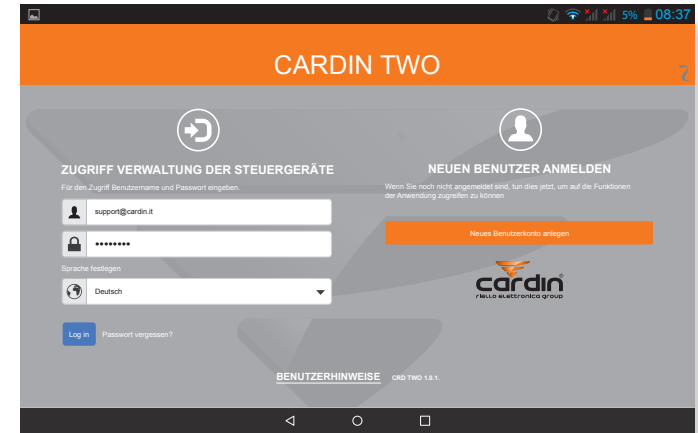 5% 08:37
CARDIN TWO
ZUGRIFF VERWALTUNG DER STEUERGERÄTE
Für den Zugriff Benutzername und Passwort eingeben.
support@cardin.it
••••••••
Sprache festlegen
Deutsch
Log in Passwort vergessen?
NEUEN BENUTZER ANMELDEN
Wenn Sie noch nicht angemeldet sind, tun dies jetzt, um auf die Funktionen
der Anwendung zugreifen zu können
Neues Benutzerkonto anlegen
cardin
riello elettronica group
BENUTZERHINWEISE CRD TWO 1.0.1.